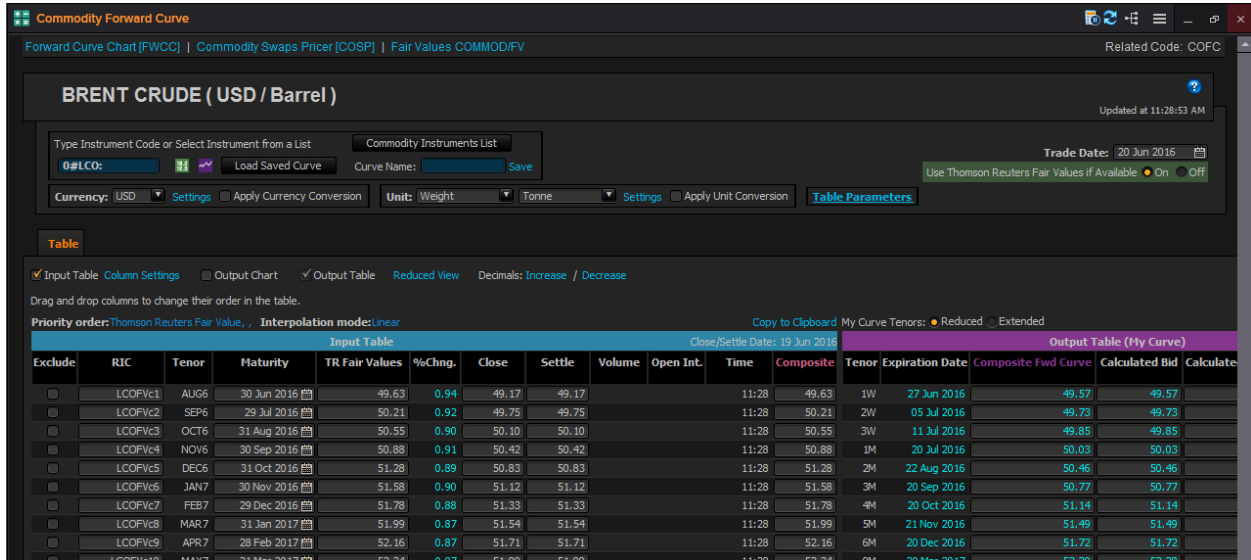 Commodity Forward Curve
Forward Curve Chart [FWCC] | Commodity Swaps Pricer [COSP] | Fair Values COMMOD/FV Related Code: COFC
BRENT CRUDE ( USD / Barrel )
Updated at 11:28:53 AM
Type Instrument Code or Select Instrument from a List Commodity Instruments List
0#LCO: Load Saved Curve Curve Name: Save
Trade Date: 20 Jun 2016
Use Thomson Reuters Fair Values if Available On Off
Currency: USD Settings Apply Currency Conversion Unit: Weight Tonne Settings Apply Unit Conversion Table Parameters
Table
Input Table Column Settings Output Chart Output Table Reduced View Decimals: Increase / Decrease
Drag and drop columns to change their order in the table.
Priority order:Thomson Reuters Fair Value, , Interpolation mode:Linear Copy to Clipboard My Curve Tenors: Reduced Extended
Input Table Close/Settle Date: 19 Jun 2016 Output Table (My Curve)
Exclude RIC Tenor Maturity TR Fair Values %Chng. Close Settle Volume Open Int. Time Composite Tenor Expiration Date Composite Fwd Curve Calculated Bid Calculate
LCOFVc1 AUG6 30 Jun 2016 49.63 0.94 49.17 49.17 11:28 49.63 1W 27 Jun 2016 49.57 49.57
LCOFVc2 SEP6 29 Jul 2016 50.21 0.92 49.75 49.75 11:28 50.21 2W 05 Jul 2016 49.73 49.73
LCOFVc3 OCT6 31 Aug 2016 50.55 0.90 50.10 50.10 11:28 50.55 3W 11 Jul 2016 49.85 49.85
LCOFVc4 NOV6 30 Sep 2016 50.88 0.91 50.42 50.42 11:28 50.88 1M 20 Jul 2016 50.03 50.03
LCOFVc5 DEC6 31 Oct 2016 51.28 0.89 50.83 50.83 11:28 51.28 2M 22 Aug 2016 50.46 50.46
LCOFVc6 JAN7 30 Nov 2016 51.58 0.90 51.12 51.12 11:28 51.58 3M 20 Sep 2016 50.77 50.77
LCOFVc7 FEB7 29 Dec 2016 51.78 0.88 51.33 51.33 11:28 51.78 4M 20 Oct 2016 51.14 51.14
LCOFVc8 MAR7 31 Jan 2017 51.99 0.87 51.54 51.54 11:28 51.99 5M 21 Nov 2016 51.49 51.49
LCOFVc9 APR7 28 Feb 2017 52.16 0.87 51.71 51.71 11:28 52.16 6M 20 Dec 2016 51.72 51.72